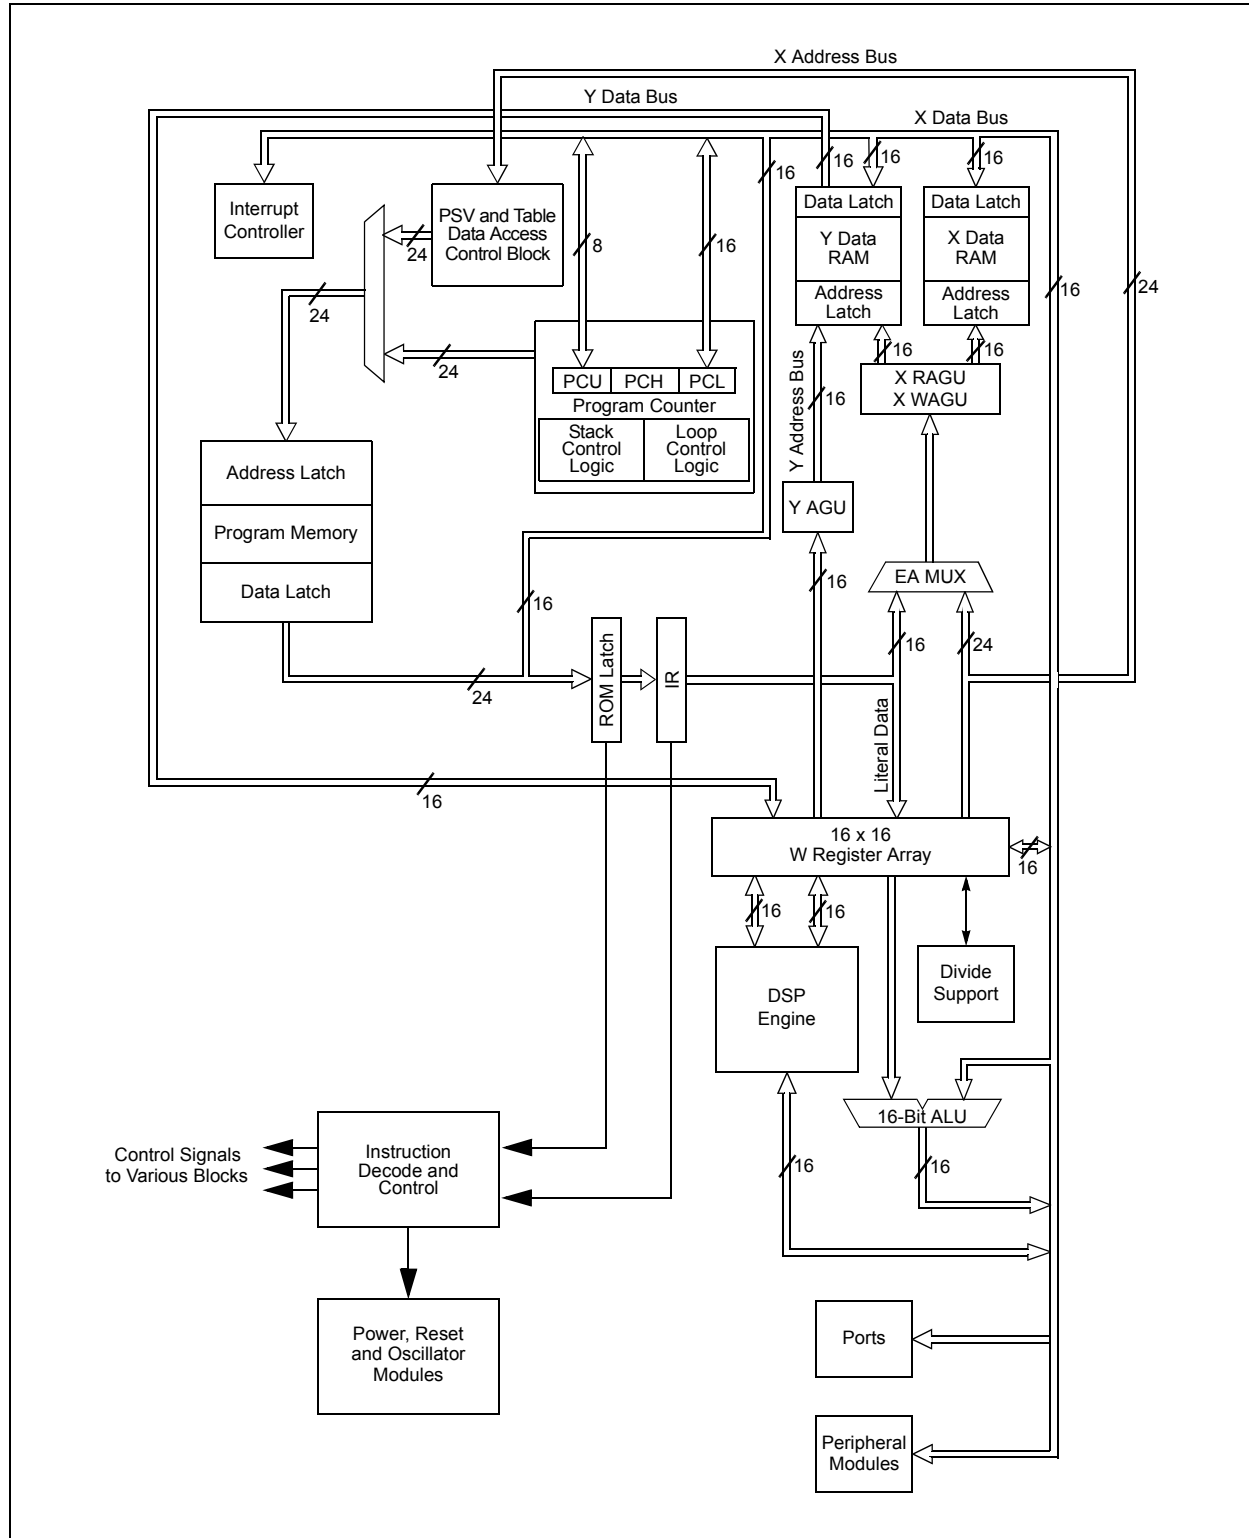 X Address Bus
Y Data Bus
X Data Bus
16
16
16
16
Interrupt
Controller
PSV and Table
Data Access
Control Block
24
8
16
Data Latch
Y Data
RAM
Address
Latch
Data Latch
X Data
RAM
Address
Latch
16
24
24
24
16
16
PCU
PCH
PCL
Program Counter
Stack
Control
Logic
Loop
Control
Logic
Y Address Bus
16
X RAGU
X WAGU
Address Latch
Program Memory
Data Latch
Y AGU
EA MUX
16
16
16
24
24
ROM Latch
IR
Literal Data
16
16 x 16
W Register Array
16
16
16
DSP
Engine
Divide
Support
16-Bit ALU
16
16
Control Signals
to Various Blocks
Instruction
Decode and
Control
Power, Reset
and Oscillator
Modules
Ports
Peripheral
Modules